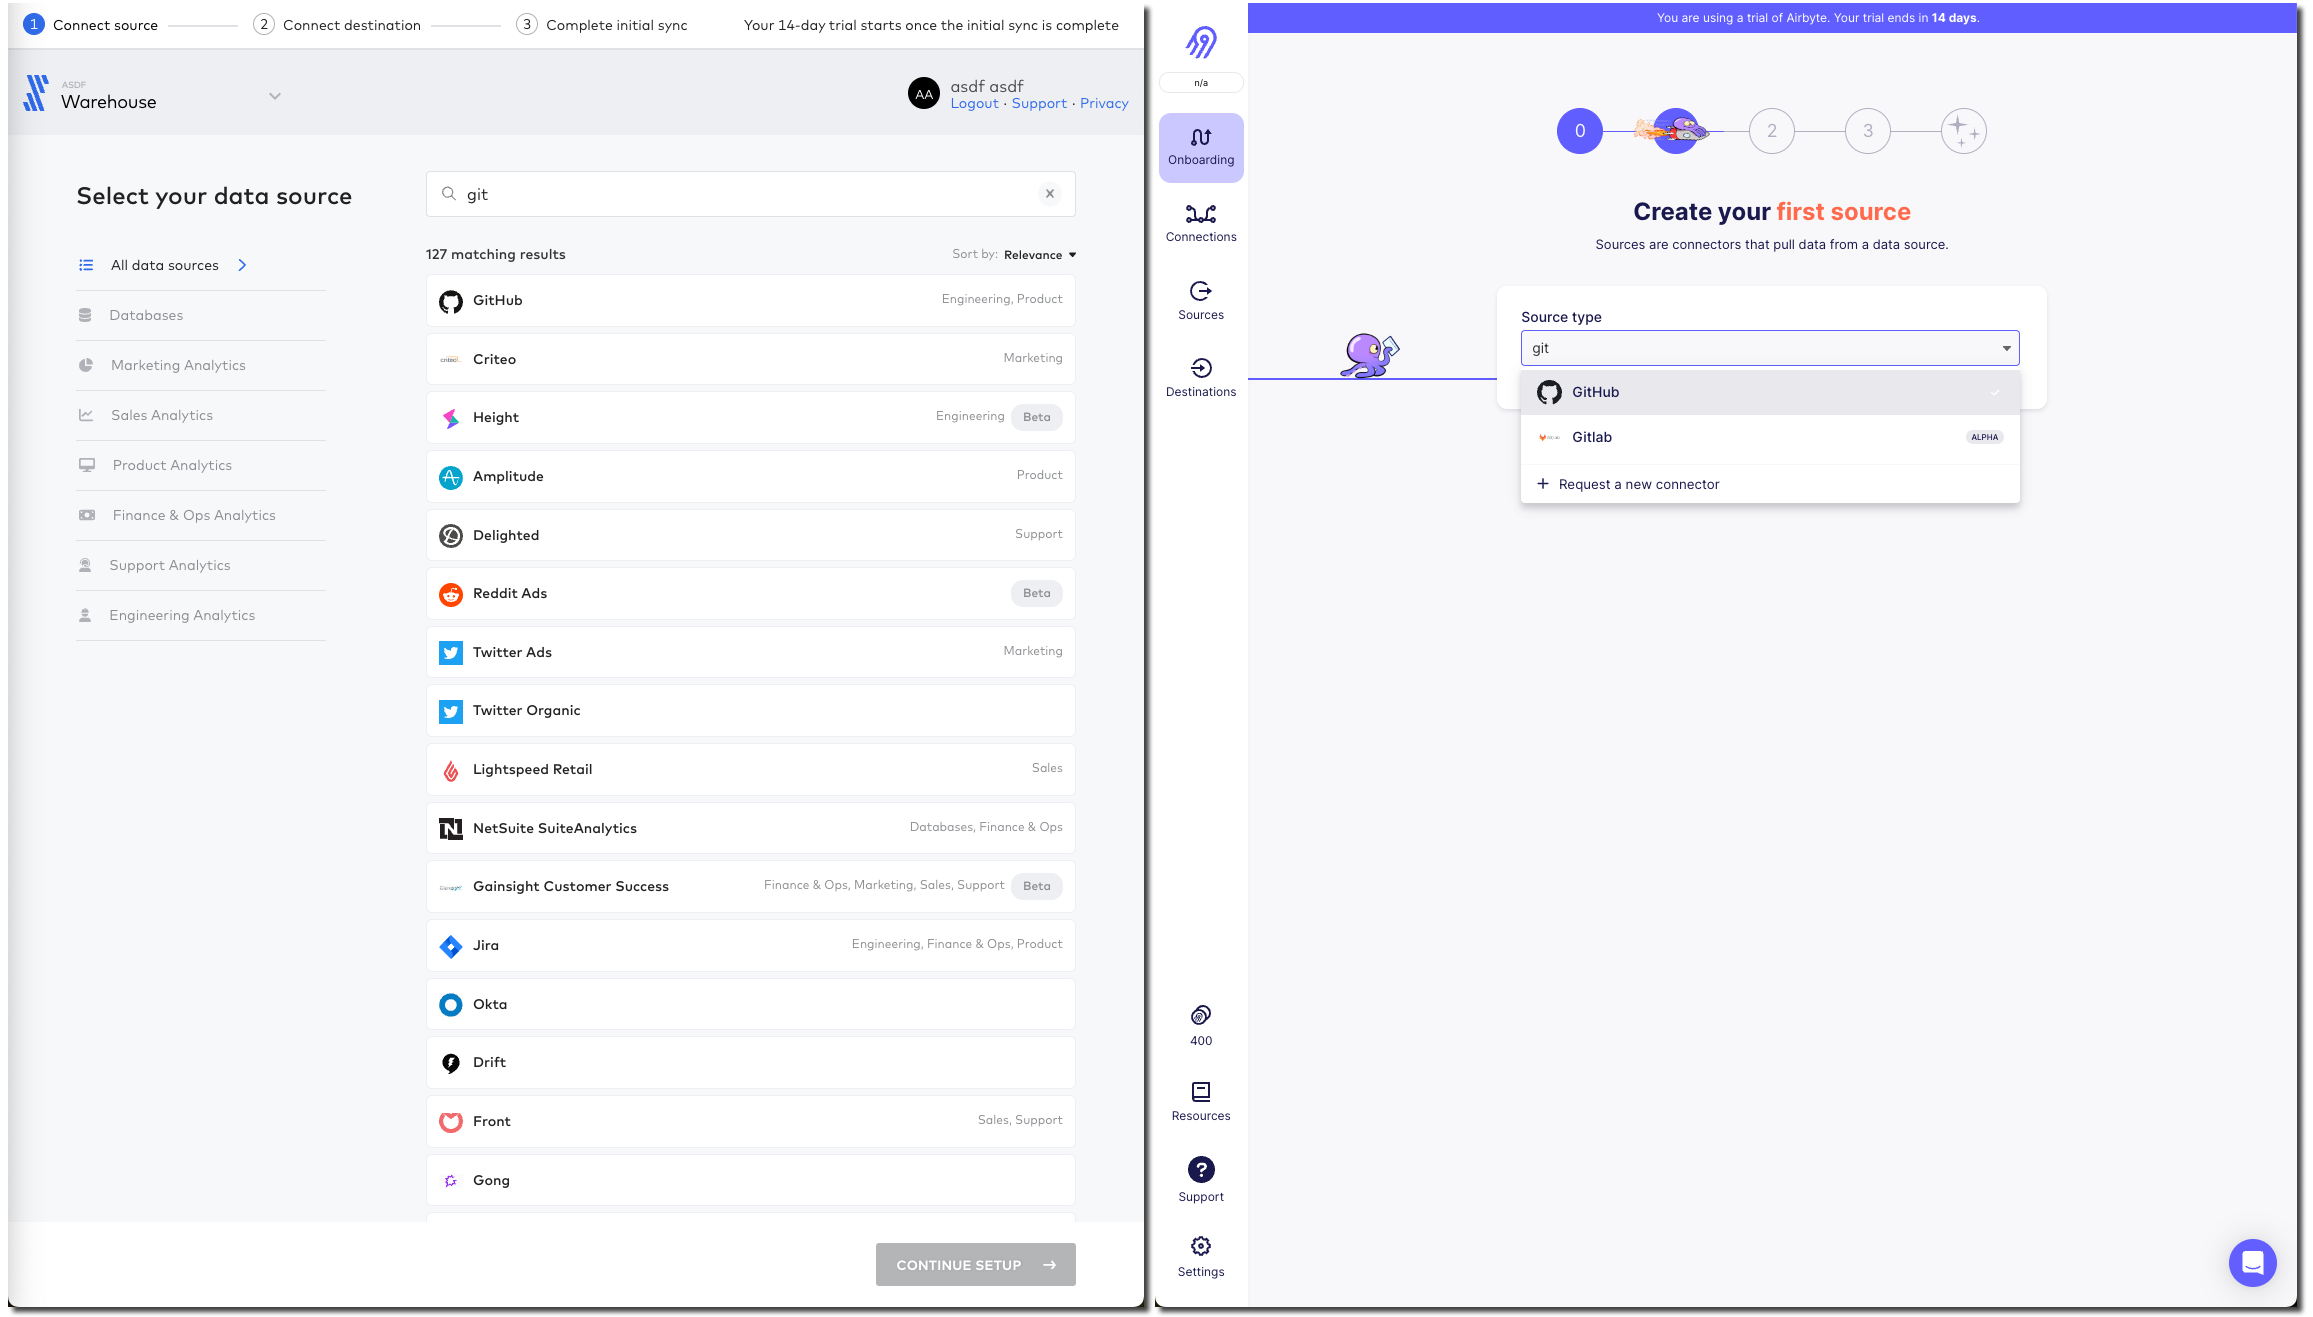 1 Connect source
2 Connect destination
3 Complete initial sync
Your 14-day trial starts once the initial sync is complete
ASDF
Warehouse
AA
asdf asdf
Logout · Support · Privacy
Select your data source
All data sources
Databases
Marketing Analytics
Sales Analytics
Product Analytics
Finance & Ops Analytics
Support Analytics
Engineering Analytics
git
127 matching results
Sort by: Relevance
GitHub Engineering, Product
criteo
Criteo Marketing
Height Engineering Beta
Amplitude Product
Delighted Support
Reddit Ads Beta
Twitter Ads Marketing
Twitter Organic
Lightspeed Retail Sales
NetSuite SuiteAnalytics Databases, Finance & Ops
Gainsight Customer Success Finance & Ops, Marketing, Sales, Support Beta
Jira Engineering, Finance & Ops, Product
Okta
Drift
Front Sales, Support
Gong
CONTINUE SETUP
You are using a trial of Airbyte. Your trial ends in 14 days.
n/a
Onboarding
Connections
Sources
Destinations
400
Resources
Support
Settings
0
2
3
Create your first source
Sources are connectors that pull data from a data source.
Source type
git
GitHub
Gitlab ALPHA
Request a new connector